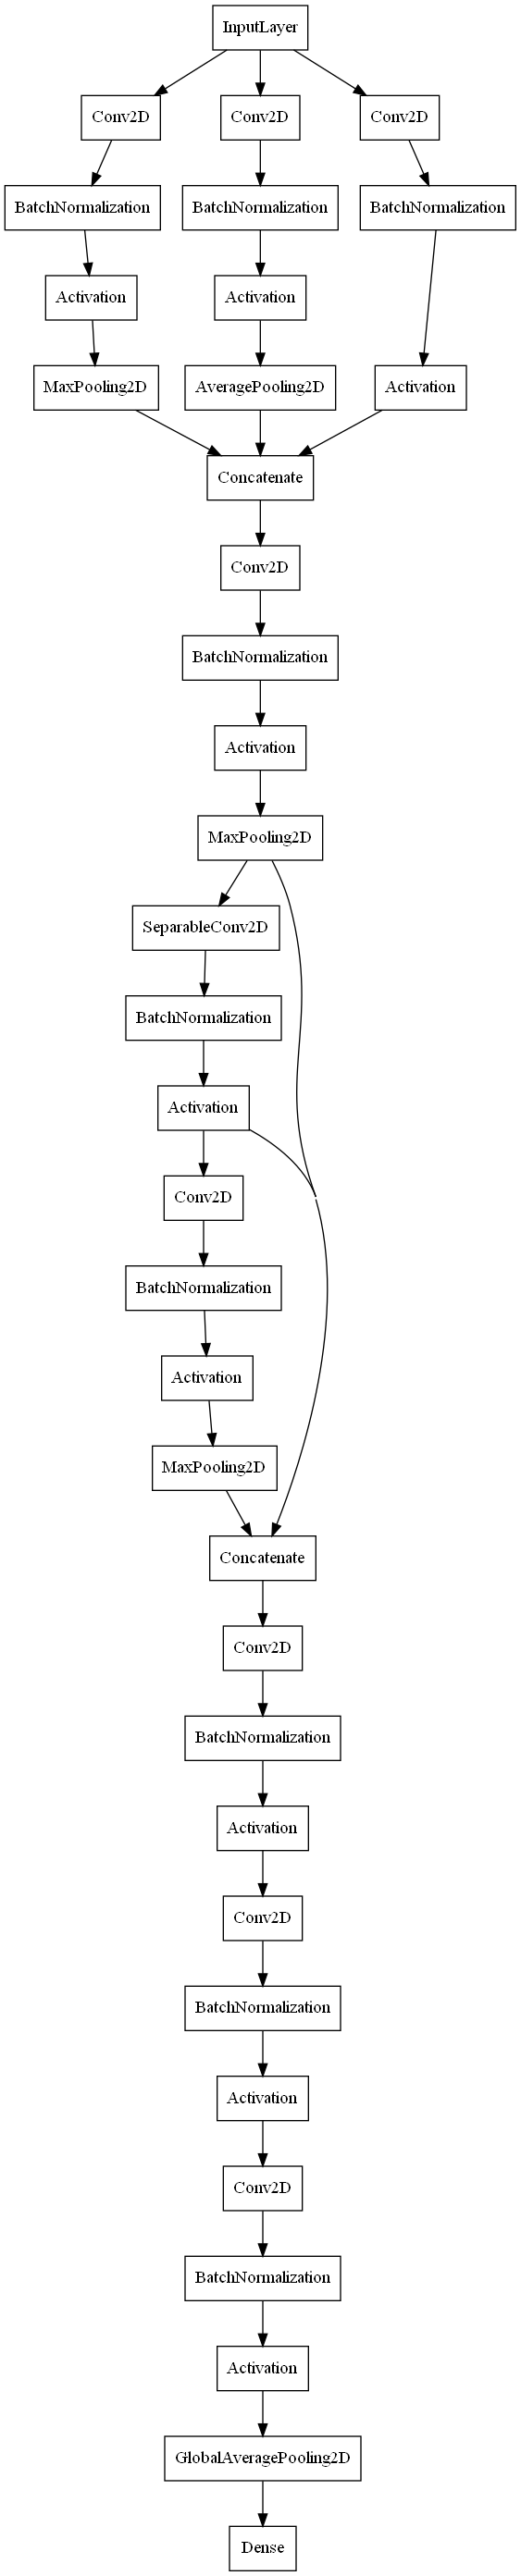 InputLayer
Conv2D
Conv2D
Conv2D
BatchNormalization
BatchNormalization
BatchNormalization
Activation
Activation
MaxPooling2D
AveragePooling2D
Activation
Concatenate
Conv2D
BatchNormalization
Activation
MaxPooling2D
SeparableConv2D
BatchNormalization
Activation
Conv2D
BatchNormalization
Activation
MaxPooling2D
Concatenate
Conv2D
BatchNormalization
Activation
Conv2D
BatchNormalization
Activation
Conv2D
BatchNormalization
Activation
GlobalAveragePooling2D
Dense